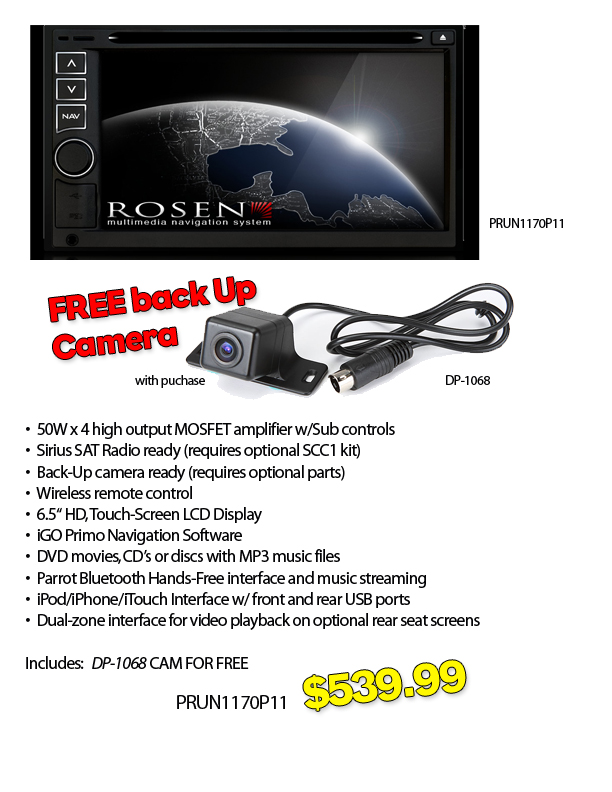 NAV
ROSEN
multimedia navigation system
PRUN1170P11
FREE back Up
Camera
with puchase
DP-1068
• 50W x 4 high output MOSFET amplifier w/Sub controls
• Sirius SAT Radio ready (requires optional SCC1 kit)
• Back-Up camera ready (requires optional parts)
• Wireless remote control
• 6.5“ HD, Touch-Screen LCD Display
• iGO Primo Navigation Software
• DVD movies, CD’s or discs with MP3 music files
• Parrot Bluetooth Hands-Free interface and music streaming
• iPod/iPhone/iTouch Interface w/ front and rear USB ports
• Dual-zone interface for video playback on optional rear seat screens
Includes: DP-1068 CAM FOR FREE
PRUN1170P11 $539.99